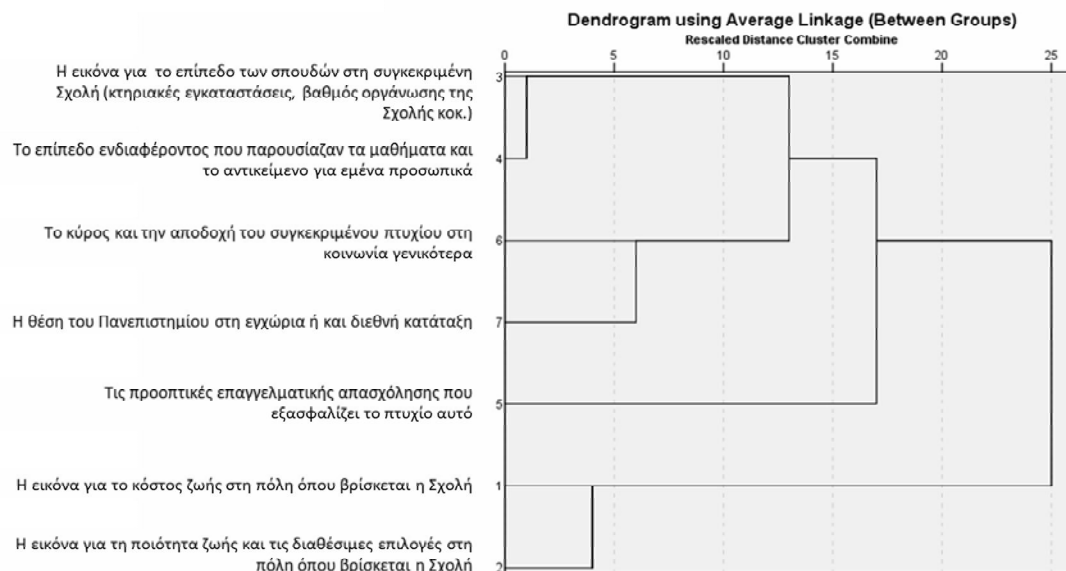 Dendrogram using Average Linkage (Between Groups)
Rescaled Distance Cluster Combine
0 5 10 15 20 25
Η εικόνα για το επίπεδο των σπουδών στη συγκεκριμένη
Σχολή (κτηριακές εγκαταστάσεις, βαθμός οργάνωσης της
Σχολής κοκ.)
3
Το επίπεδο ενδιαφέροντος που παρουσίαζαν τα μαθήματα και
το αντικείμενο για εμένα προσωπικά
4
Το κύρος και την αποδοχή του συγκεκριμένου πτυχίου στη
κοινωνία γενικότερα
6
Η θέση του Πανεπιστημίου στη εγχώρια ή και διεθνή κατάταξη
7
Τις προοπτικές επαγγελματικής απασχόλησης που
εξασφαλίζει το πτυχίο αυτό
5
Η εικόνα για το κόστος ζωής στη πόλη όπου βρίσκεται η Σχολή
1
Η εικόνα για τη ποιότητα ζωής και τις διαθέσιμες επιλογές στη
πόλη όπου βρίσκεται η Σχολή
2